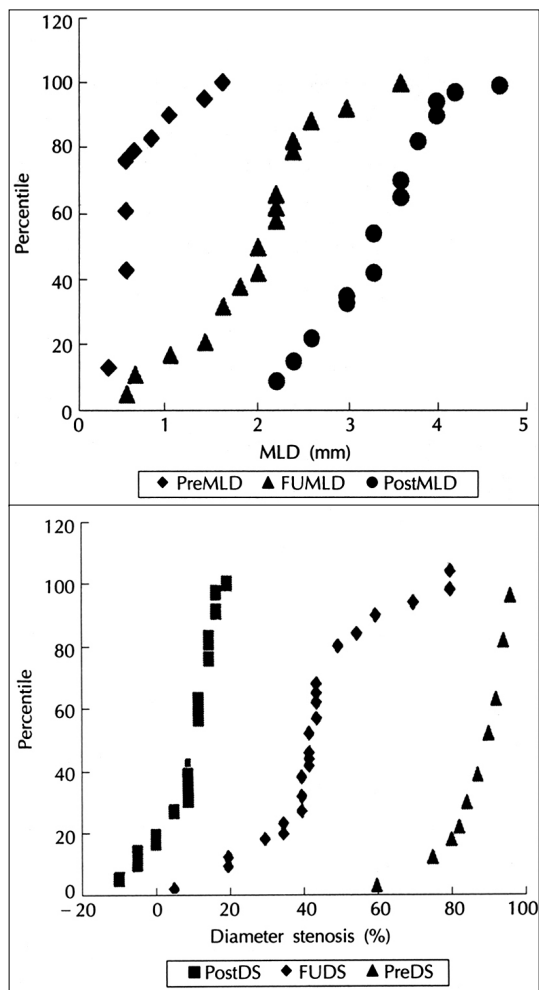 120
100
80
60
40
20
0
Percentile
0 1 2 3 4 5
MLD (mm)
PreMLD FUMLD PostMLD
120
100
80
60
40
20
0
Percentile
−20 0 20 40 60 80 100
Diameter stenosis (%)
PostDS FUDS PreDS